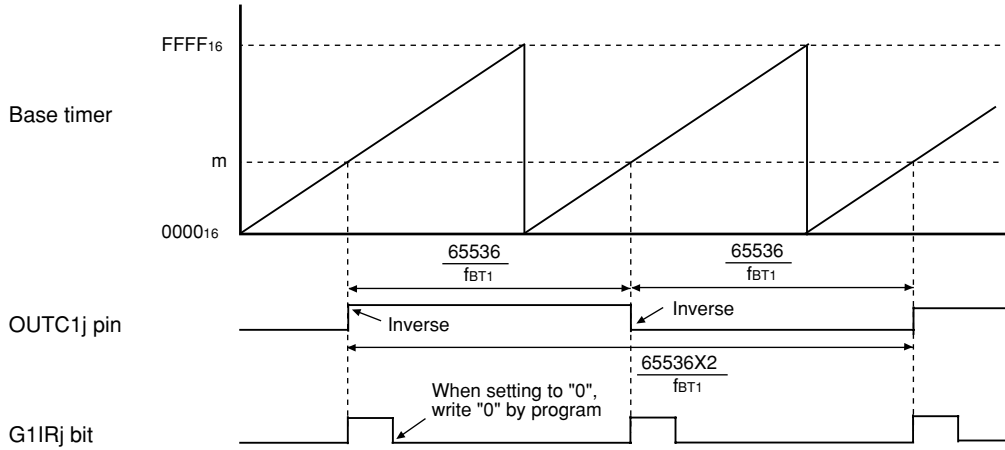 FFFF16
Base timer
m
000016
65536
fBT1
65536
fBT1
OUTC1j pin
Inverse
Inverse
65536X2
fBT1
When setting to "0",
write "0" by program
G1IRj bit